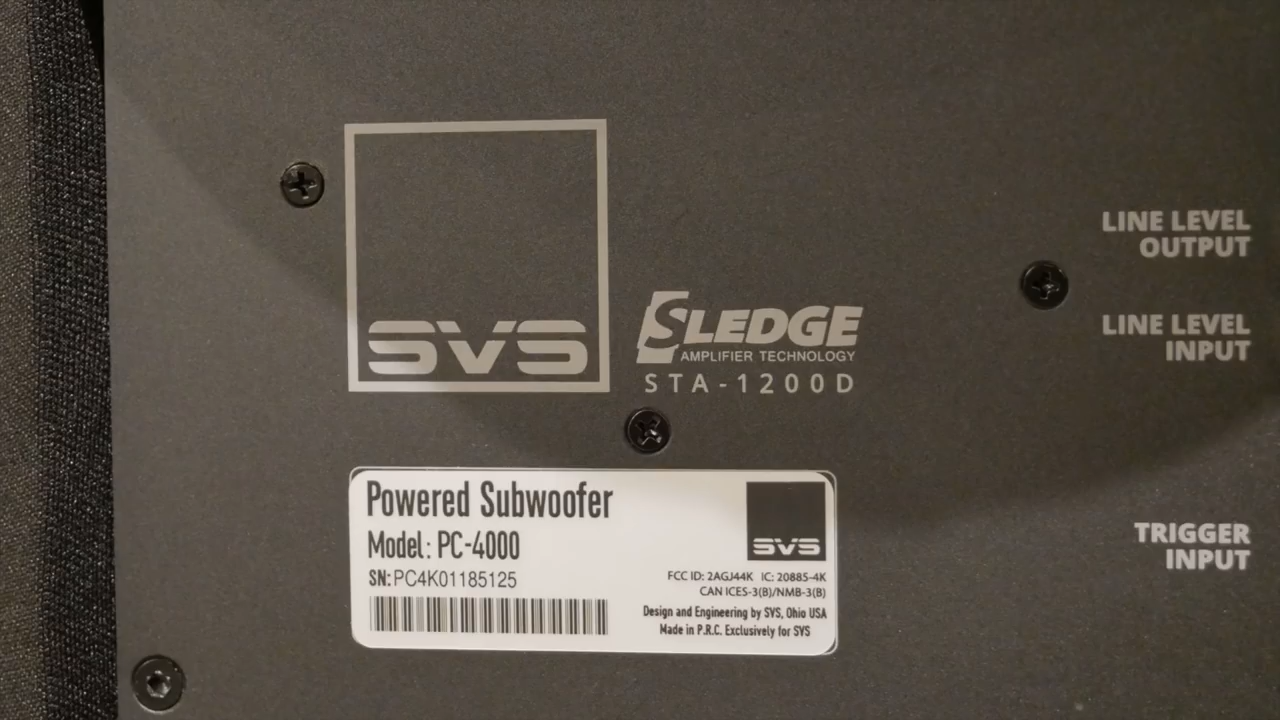 SVS
SLEDGE
AMPLIFIER TECHNOLOGY
STA-1200D
LINE LEVEL
OUTPUT
LINE LEVEL
INPUT
TRIGGER
INPUT
Powered Subwoofer
Model: PC-4000
SN: PC4K01185125
SVS
FCC ID: 2AGJ44K IC: 20885-4K
CAN ICES-3(B)/NMB-3(B)
Design and Engineering by SVS, Ohio USA
Made in P.R.C. Exclusively for SVS